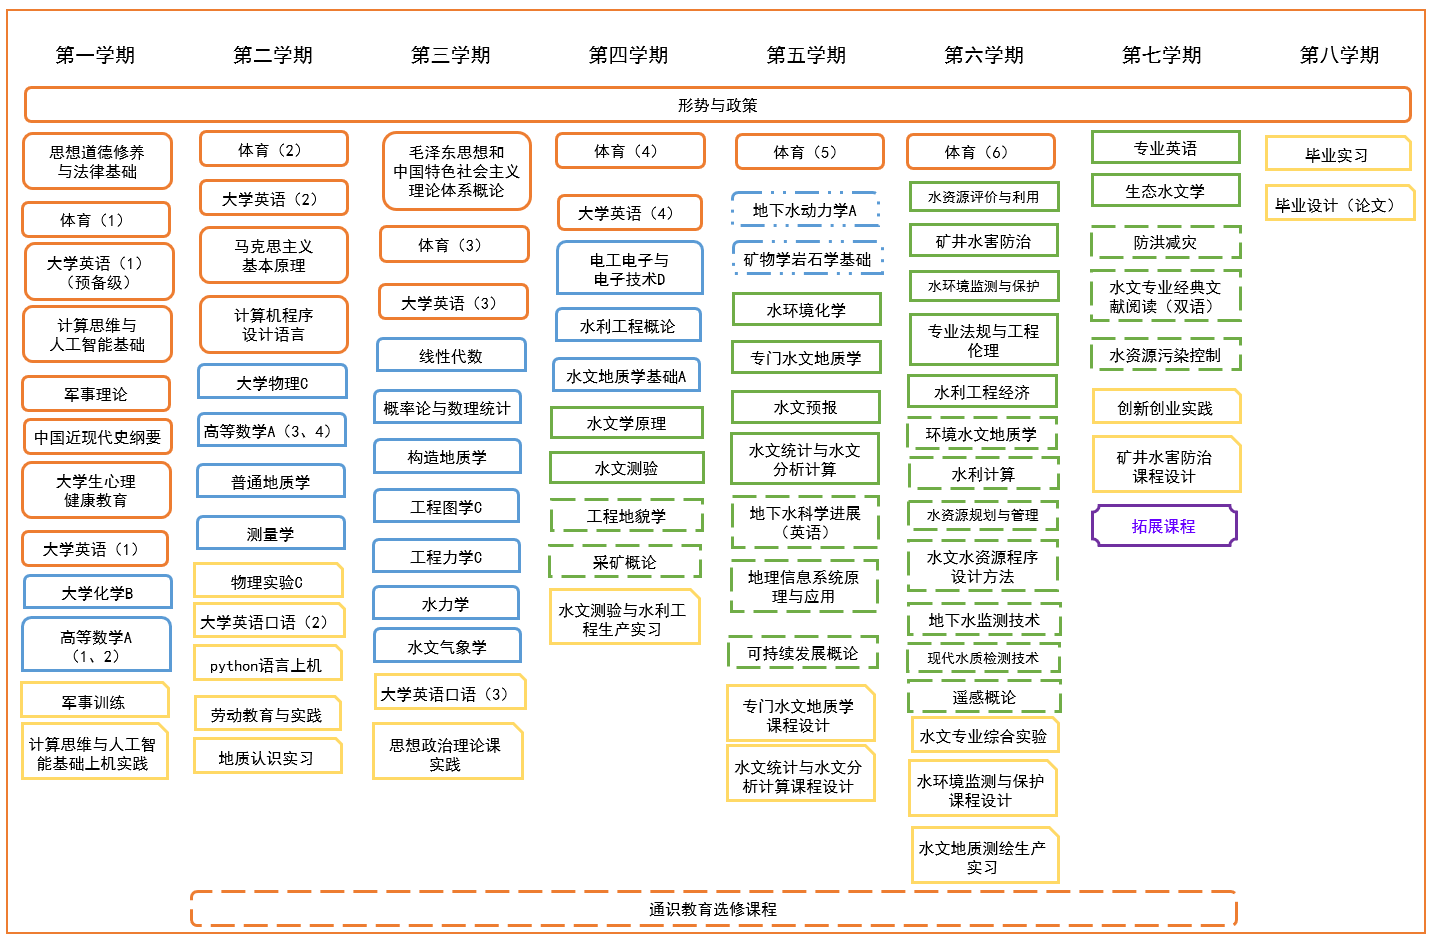 第一学期
第二学期
第三学期
第四学期
第五学期
第六学期
第七学期
第八学期
形势与政策
思想道德修养
与法律基础
体育（1）
大学英语（1）
（预备级）
计算思维与
人工智能基础
军事理论
中国近现代史纲要
大学生心理
健康教育
大学英语（1）
大学化学B
高等数学A
（1、2）
军事训练
计算思维与人工智
能基础上机实践
体育（2）
大学英语（2）
马克思主义
基本原理
计算机程序
设计语言
大学物理C
高等数学A（3、4）
普通地质学
测量学
物理实验C
大学英语口语（2）
python语言上机
劳动教育与实践
地质认识实习
毛泽东思想和
中国特色社会主义
理论体系概论
体育（3）
大学英语（3）
线性代数
概率论与数理统计
构造地质学
工程图学C
工程力学C
水力学
水文气象学
大学英语口语（3）
思想政治理论课
实践
体育（4）
大学英语（4）
电工电子与
电子技术D
水利工程概论
水文地质学基础A
水文学原理
水文测验
工程地貌学
采矿概论
水文测验与水利工
程生产实习
体育（5）
地下水动力学A
矿物学岩石学基础
水环境化学
专门水文地质学
水文预报
水文统计与水文
分析计算
地下水科学进展
（英语）
地理信息系统原
理与应用
可持续发展概论
专门水文地质学
课程设计
水文统计与水文分
析计算课程设计
体育（6）
水资源评价与利用
矿井水害防治
水环境监测与保护
专业法规与工程
伦理
水利工程经济
环境水文地质学
水利计算
水资源规划与管理
水文水资源程序
设计方法
地下水监测技术
现代水质检测技术
遥感概论
水文专业综合实验
水环境监测与保护
课程设计
水文地质测绘生产
实习
专业英语
生态水文学
防洪减灾
水文专业经典文
献阅读（双语）
水资源污染控制
创新创业实践
矿井水害防治
课程设计
拓展课程
毕业实习
毕业设计（论文）
通识教育选修课程